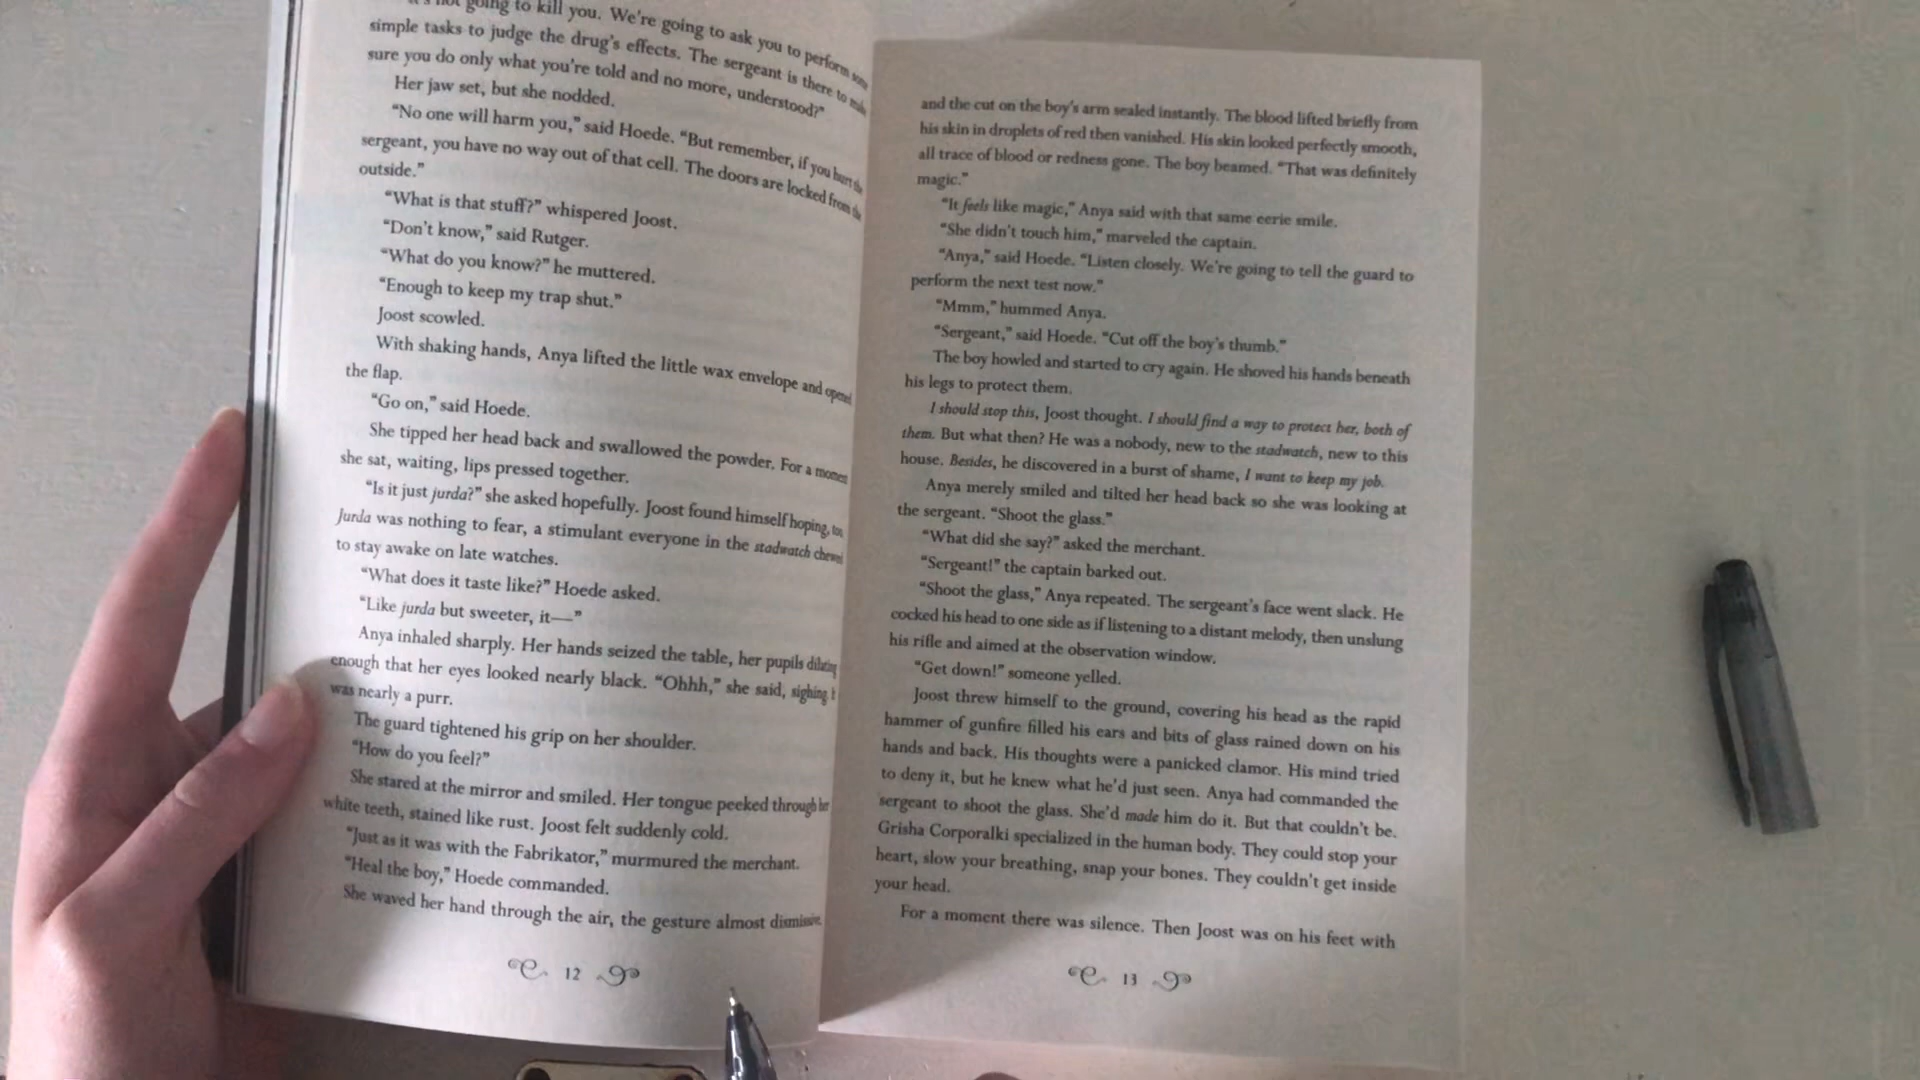 going to kill you. We're going to ask you to perform some
simple tasks to judge the drug's effects. The sergeant is there to make
sure you do only what you're told and no more, understood?"
Her jaw set, but she nodded.
"No one will harm you," said Hoede. "But remember, if you hurt the
sergeant, you have no way out of that cell. The doors are locked from the
outside."
"What is that stuff?" whispered Joost.
"Don't know," said Rutger.
"What do you know?" he muttered.
"Enough to keep my trap shut."
Joost scowled.
With shaking hands, Anya lifted the little wax envelope and opened
the flap.
"Go on," said Hoede.
She tipped her head back and swallowed the powder. For a moment
she sat, waiting, lips pressed together.
"Is it just jurda?" she asked hopefully. Joost found himself hoping, too.
Jurda was nothing to fear, a stimulant everyone in the stadwatch chewed
to stay awake on late watches.
"What does it taste like?" Hoede asked.
"Like jurda but sweeter, it—"
Anya inhaled sharply. Her hands seized the table, her pupils dilating
enough that her eyes looked nearly black. "Ohhh," she said, sighing. It
was nearly a purr.
The guard tightened his grip on her shoulder.
"How do you feel?"
She stared at the mirror and smiled. Her tongue peeked through her
white teeth, stained like rust. Joost felt suddenly cold.
"Just as it was with the Fabrikator," murmured the merchant.
"Heal the boy," Hoede commanded.
She waved her hand through the air, the gesture almost dismissive,
12
and the cut on the boy's arm sealed instantly. The blood lifted briefly from
his skin in droplets of red then vanished. His skin looked perfectly smooth,
all trace of blood or redness gone. The boy beamed. "That was definitely
magic."
"It feels like magic," Anya said with that same eerie smile.
"She didn't touch him," marveled the captain.
"Anya," said Hoede. "Listen closely. We're going to tell the guard to
perform the next test now."
"Mmm," hummed Anya.
"Sergeant," said Hoede. "Cut off the boy's thumb."
The boy howled and started to cry again. He shoved his hands beneath
his legs to protect them.
I should stop this, Joost thought. I should find a way to protect her, both of
them. But what then? He was a nobody, new to the stadwatch, new to this
house. Besides, he discovered in a burst of shame, I want to keep my job.
Anya merely smiled and tilted her head back so she was looking at
the sergeant. "Shoot the glass."
"What did she say?" asked the merchant.
"Sergeant!" the captain barked out.
"Shoot the glass," Anya repeated. The sergeant's face went slack. He
cocked his head to one side as if listening to a distant melody, then unslung
his rifle and aimed at the observation window.
"Get down!" someone yelled.
Joost threw himself to the ground, covering his head as the rapid
hammer of gunfire filled his ears and bits of glass rained down on his
hands and back. His thoughts were a panicked clamor. His mind tried
to deny it, but he knew what he'd just seen. Anya had commanded the
sergeant to shoot the glass. She'd made him do it. But that couldn't be.
Grisha Corporalki specialized in the human body. They could stop your
heart, slow your breathing, snap your bones. They couldn't get inside
your head.
For a moment there was silence. Then Joost was on his feet with
13